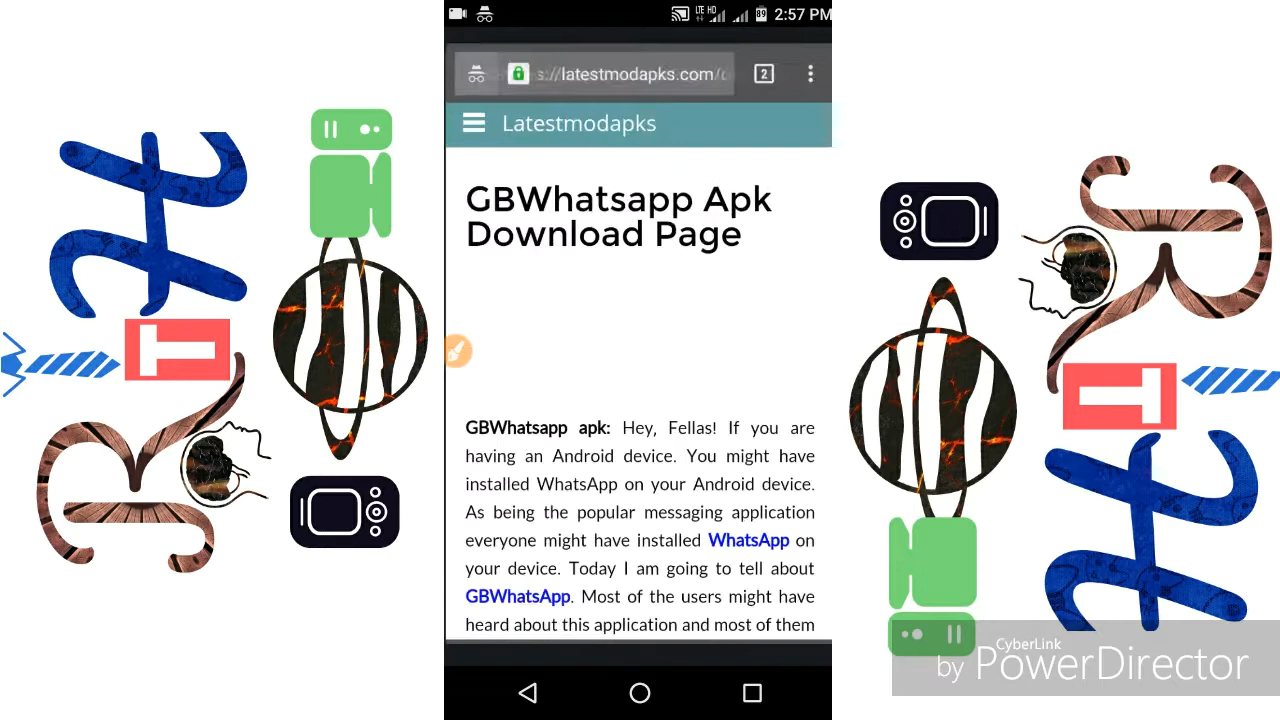 LTE HD
89 2:57 PM
s://latestmodapks.com/d
2
Latestmodapks
GBWhatsapp Apk
Download Page
GBWhatsapp apk: Hey, Fellas! If you are
having an Android device. You might have
installed WhatsApp on your Android device.
As being the popular messaging application
everyone might have installed WhatsApp on
your device. Today I am going to tell about
GBWhatsApp. Most of the users might have
heard about this application and most of them
H
T
R
R
T
H
CyberLink
by PowerDirector